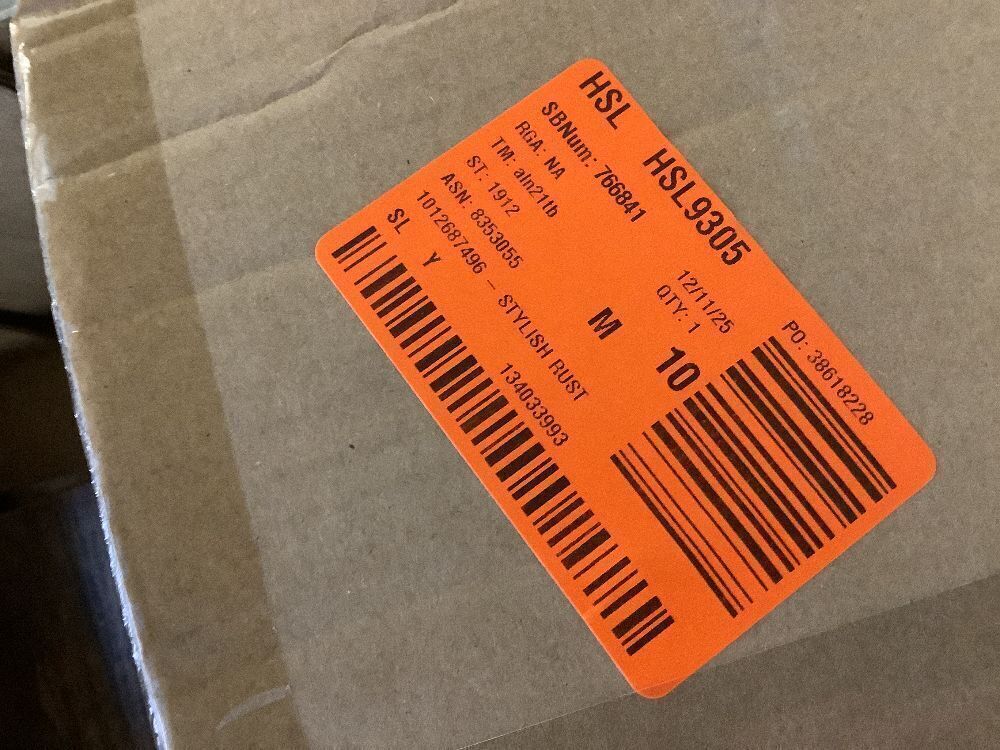 HSL HSL9305
SBNum: 766841
RGA: NA 12/11/25 PO: 38618228
TM: aln21tb QTY: 1
ST: 1912
ASN: 8353055 M 10
1012687496 - STYLISH RUST
SL Y 134033993